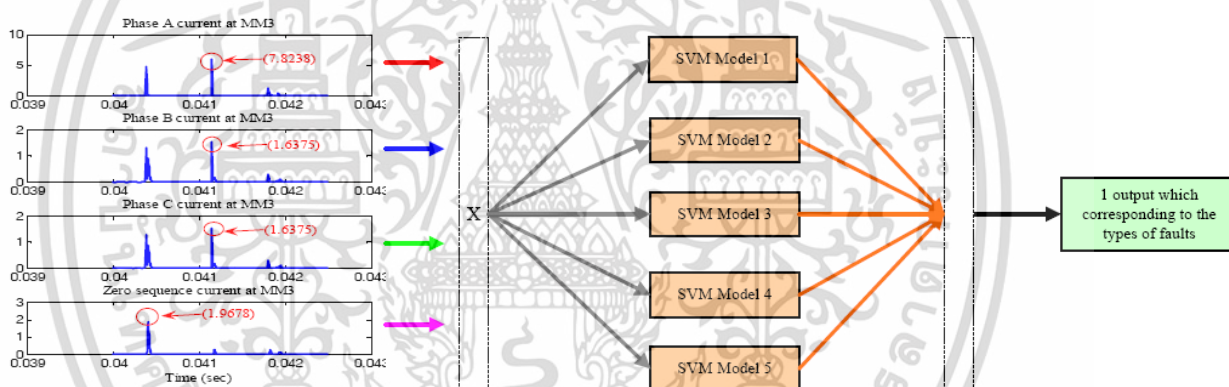 Phase A current at MM3
10
5
0
(7.8238)
0.039
0.04
0.041
0.042
0.043
Phase B current at MM3
2
1
0
(1.6375)
0.039
0.04
0.041
0.042
0.043
Phase C current at MM3
2
1
0
(1.6375)
0.039
0.04
0.041
0.042
0.043
Zero sequence current at MM3
4
2
0
(1.9678)
0.039
0.04
0.041
0.042
0.043
Time (sec)
X
SVM Model 1
SVM Model 2
SVM Model 3
SVM Model 4
SVM Model 5
1 output which
corresponding to the
types of faults